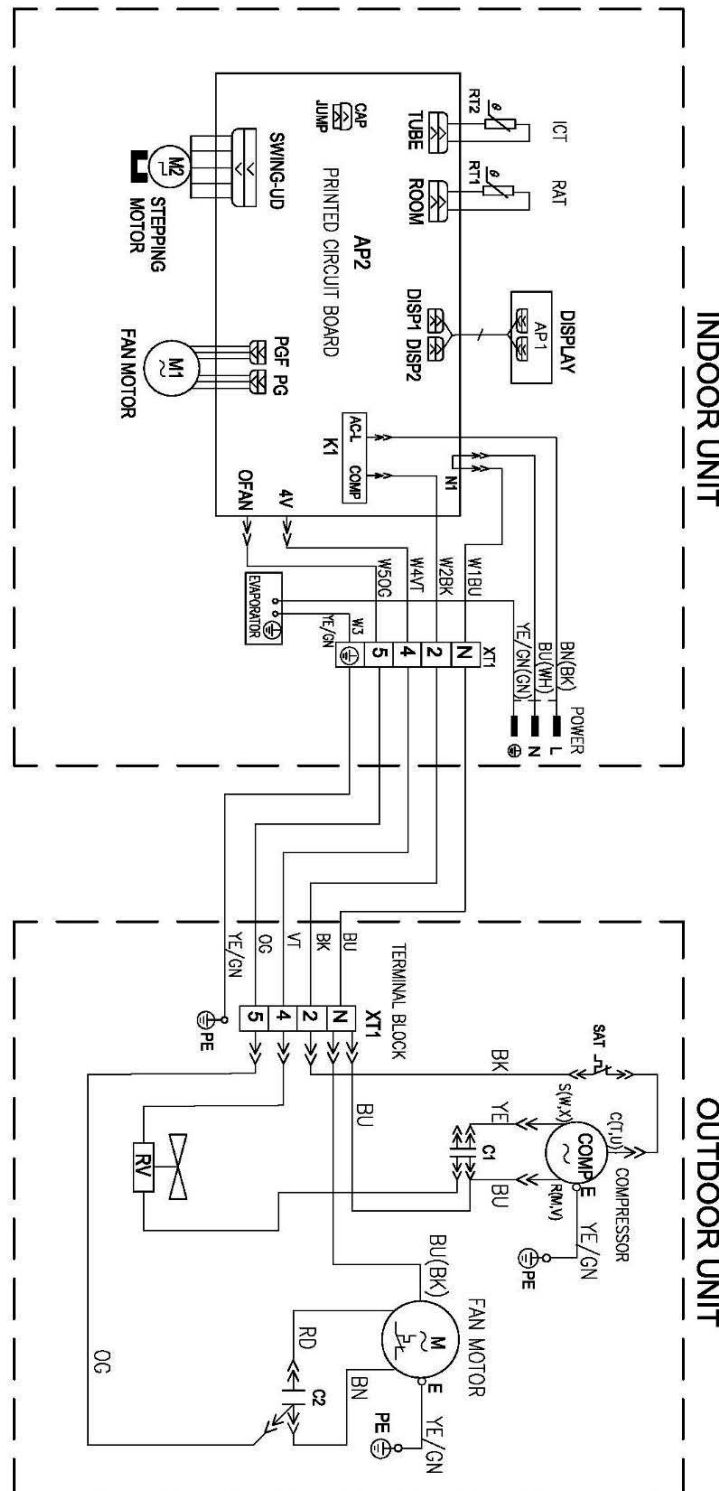 INDOOR UNIT
ICT
RAT
RT2
RT1
θ
θ
TUBE
ROOM
CAP
JUMP
AP2
PRINTED CIRCUIT BOARD
SWING-UD
M2
STEPPING
MOTOR
DISPLAY
AP1
DISP1
DISP2
PGF
PG
M1
FAN MOTOR
AC-L
COMP
K1
N1
OFAN
4V
W1BU
W2BK
W4VT
W5OG
W3
YE/GN
EVAPORATOR
XT1
N
2
4
5
BN(BK)
BU(WH)
YE/GN(GN)
POWER
L
N
OUTDOOR UNIT
BU
BK
VT
OG
YE/GN
TERMINAL BLOCK
XT1
N
2
4
5
PE
SAT
BK
S(W,X)
C(T,U)
R(M,V)
COMP
E
COMPRESSOR
YE
C1
BU
BU
YE/GN
PE
RV
BU(BK)
FAN MOTOR
M
E
RD
BN
C2
YE/GN
PE
OG